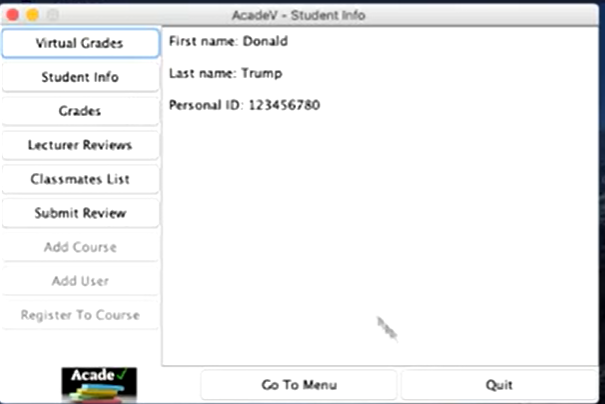 AcadeV - Student Info
Virtual Grades
Student Info
Grades
Lecturer Reviews
Classmates List
Submit Review
Add Course
Add User
Register To Course
First name: Donald
Last name: Trump
Personal ID: 123456780
Acade✓
Go To Menu
Quit